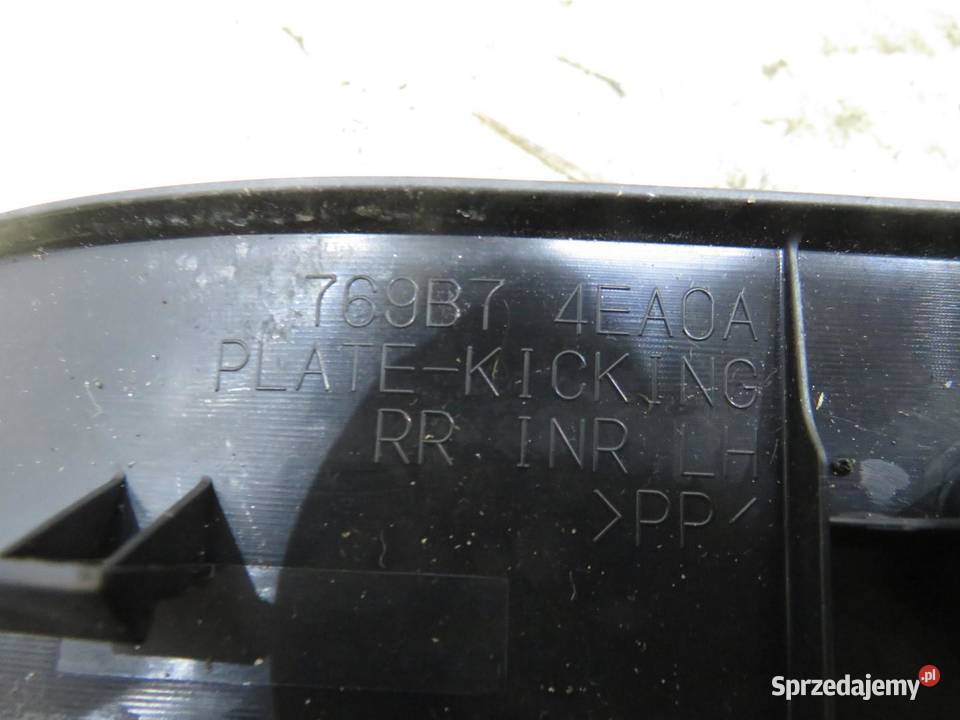 769B7 4EA0A
PLATE-KICKING
RR INR LH
>PP<
Sprzedajemy.pl